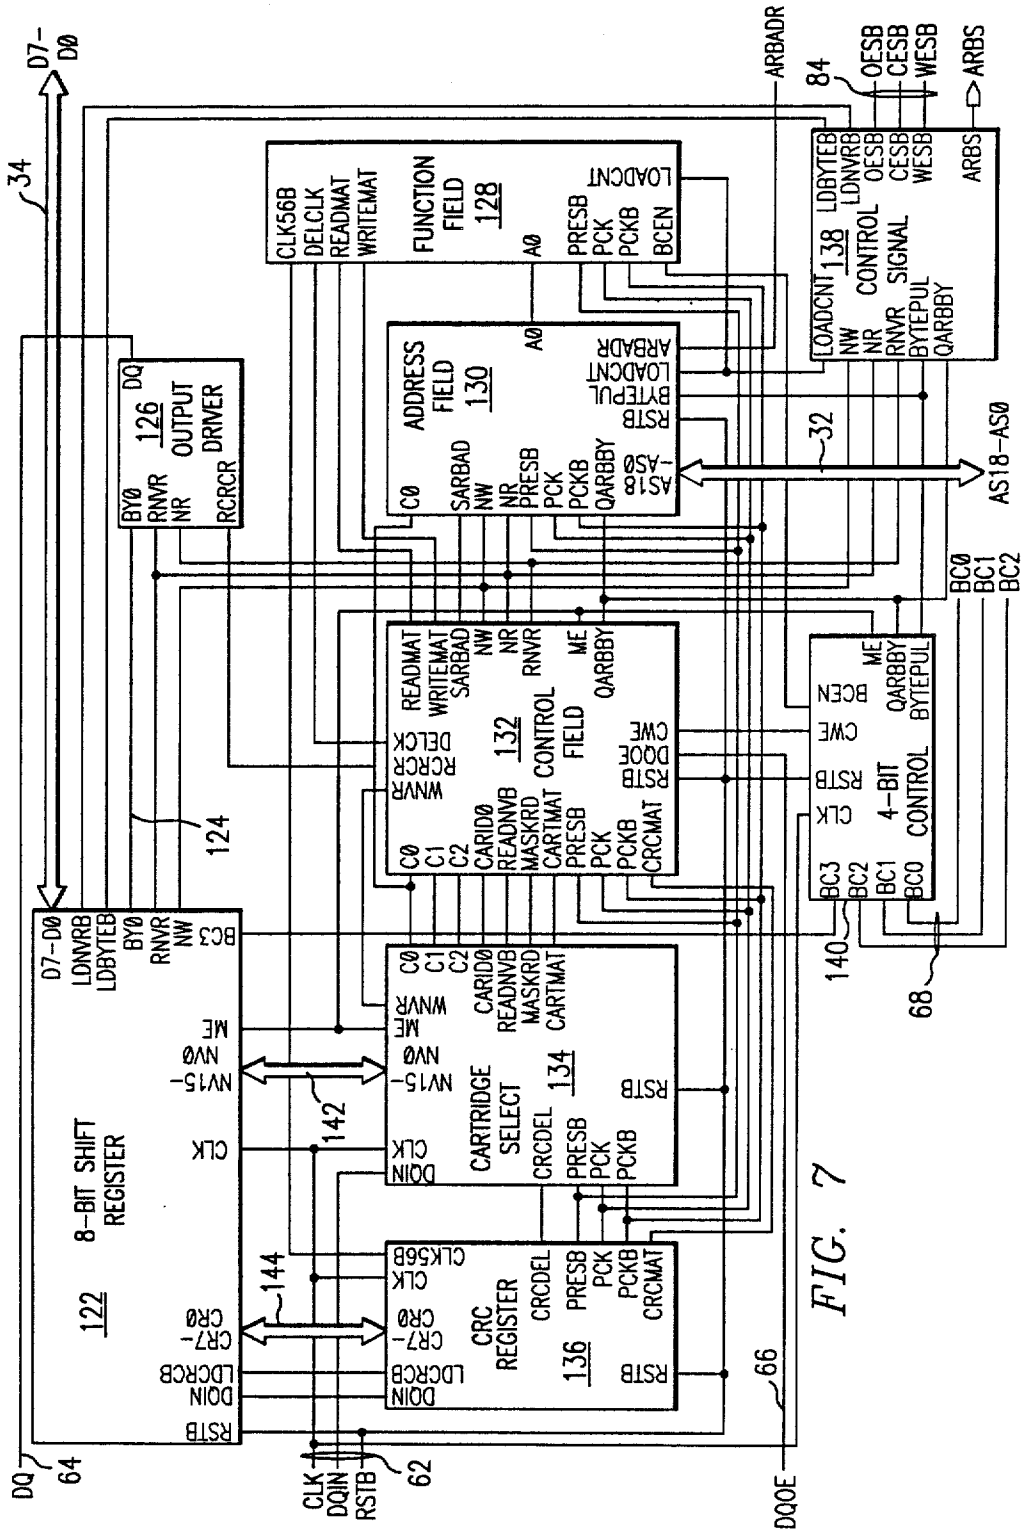 DQ
64
D7-
D0
34
8-BIT SHIFT
REGISTER
122
D7-D0
LDNVRB
LDBYTEB
BY0
RNVR
NW
BC3
RSTB
DQIN
LDCRCB
CR7-
CR0
CLK
NV15-
NV0
ME
124
BY0
RNVR
NR
RCRCR
DQ
126
OUTPUT
DRIVER
CLK
DQIN
RSTB
62
144
142
DQIN
LDCRCB
CR7-
CR0
CLK
CLK56B
CRC
REGISTER
136
CRCDEL
PRESB
PCK
PCKB
CRCMAT
RSTB
DQIN
CLK
NV15-
NV0
ME
WNVR
CARTRIDGE
SELECT
134
CRCDEL
PRESB
PCK
PCKB
C0
C1
C2
CARID0
READNVB
MASKRD
CARTMAT
RSTB
WNVR
RCRCR
DELCK
C0
C1
C2
CARID0
READNVB
MASKRD
CARTMAT
PRESB
PCK
PCKB
CRCMAT
132
CONTROL
FIELD
READMAT
WRITEMAT
SARBAD
NW
NR
RNVR
ME
QARBBY
RSTB
DQOE
CWE
C0
SARBAD
NW
NR
PRESB
PCK
PCKB
QARBBY
ADDRESS
FIELD
130
A0
AS18
-AS0
RSTB
BYTEPUL
LOADCNT
ARBADR
CLK56B
DELCLK
READMAT
WRITEMAT
FUNCTION
FIELD
128
A0
PRESB
PCK
PCKB
BCEN
LOADCNT
ARBADR
BC3
BC2
BC1
BC0
140
68
CLK
RSTB
CWE
BCEN
4-BIT
CONTROL
ME
QARBBY
BYTEPUL
BC0
BC1
BC2
32
AS18-AS0
LOADCNT
NW
NR
RNVR
BYTEPUL
QARBBY
138
CONTROL
SIGNAL
LDBYTEB
LDNVRB
OESB
CESB
WESB
ARBS
84
OESB
CESB
WESB
ARBS
DQOE
66
FIG. 7